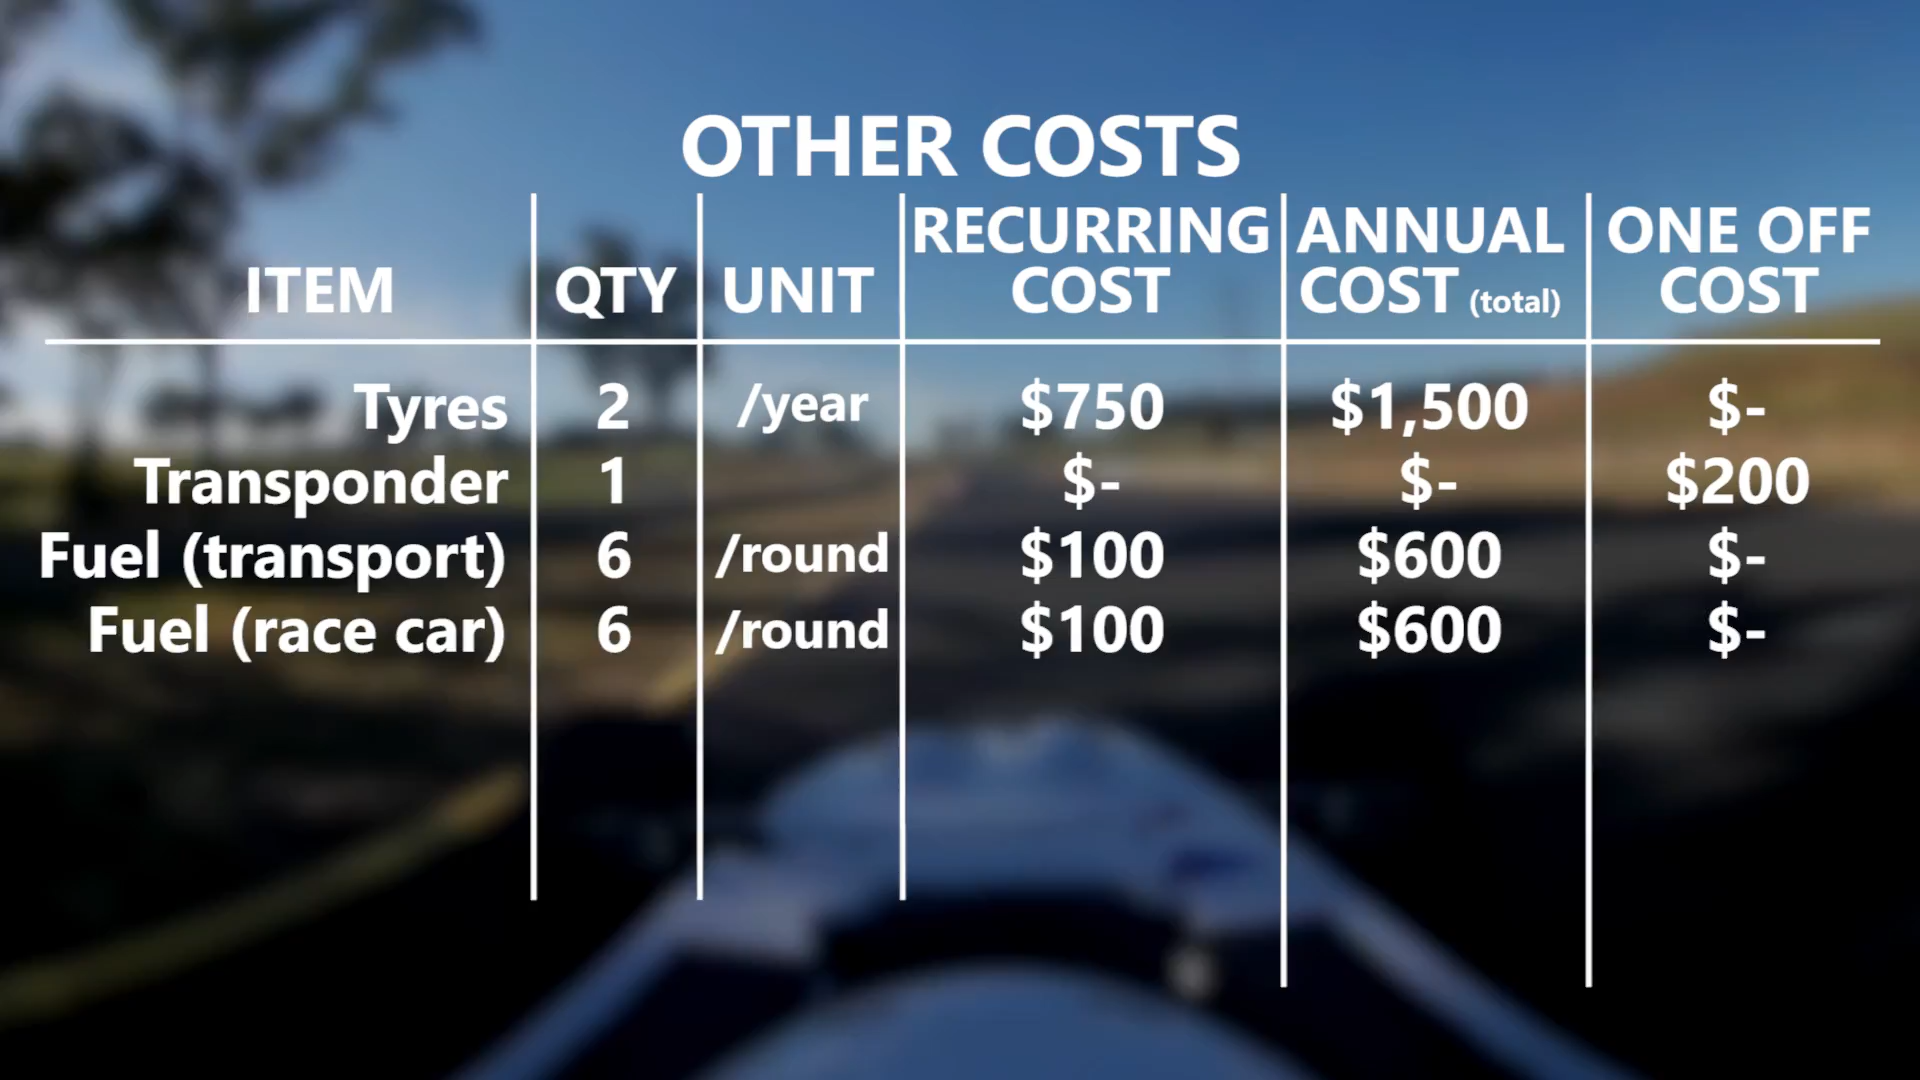 OTHER COSTS
ITEM QTY UNIT RECURRING COST ANNUAL COST (total) ONE OFF COST
Tyres 2 /year $750 $1,500 $-
Transponder 1 $- $- $200
Fuel (transport) 6 /round $100 $600 $-
Fuel (race car) 6 /round $100 $600 $-